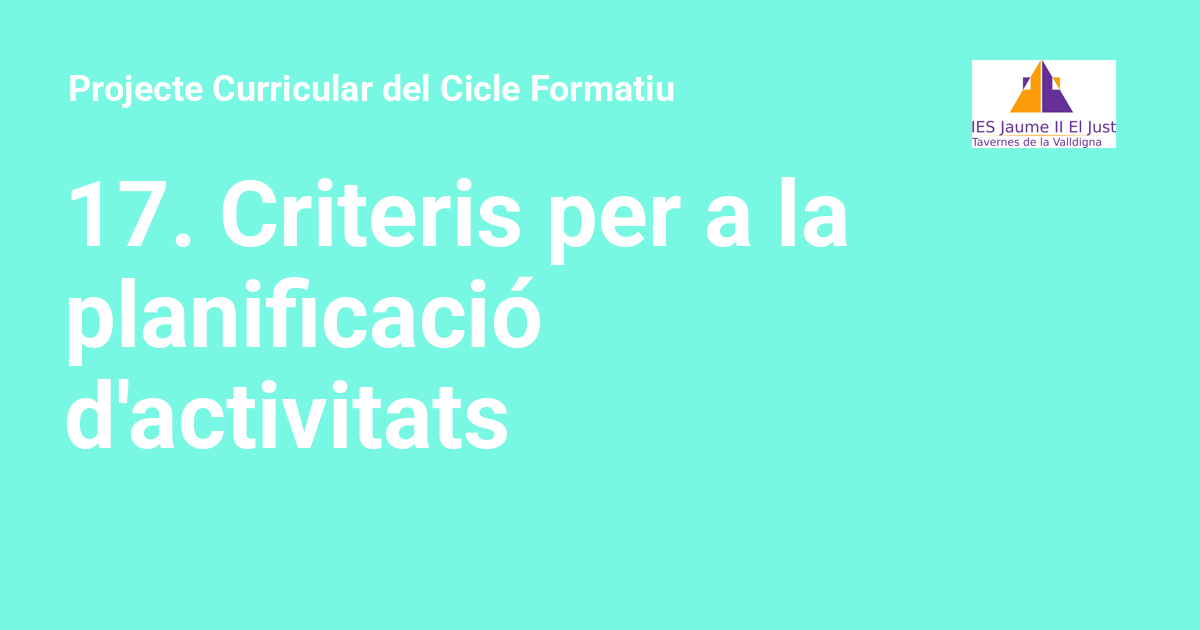 Projecte Curricular del Cicle Formatiu
IES Jaume II El Just
Tavernes de la Valldigna
17. Criteris per a la
planificació
d'activitats